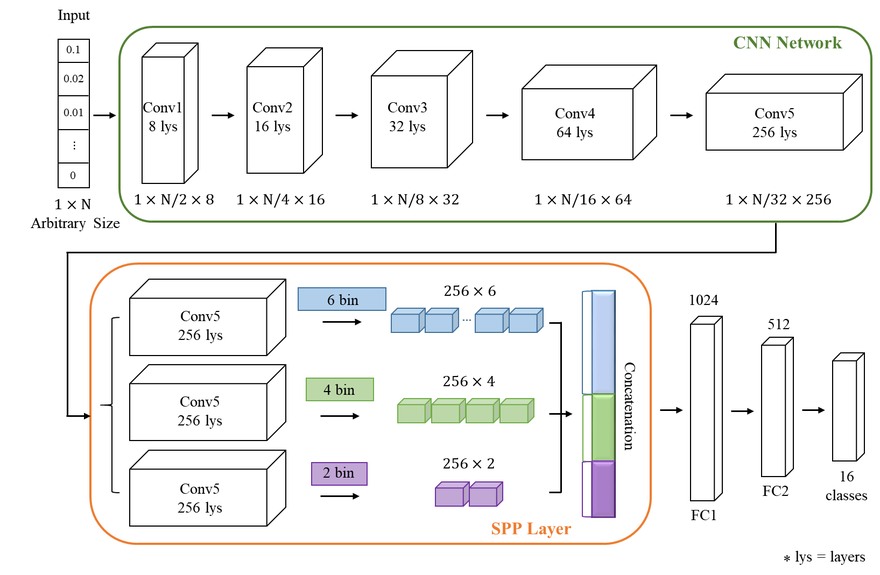 Input
0.1
0.02
0.01
⋮
0
1 × N
Arbitrary Size
CNN Network
Conv1
8 lys
Conv2
16 lys
Conv3
32 lys
Conv4
64 lys
Conv5
256 lys
1 × N/2 × 8
1 × N/4 × 16
1 × N/8 × 32
1 × N/16 × 64
1 × N/32 × 256
Conv5
256 lys
6 bin
256 × 6
...
Conv5
256 lys
4 bin
256 × 4
Conv5
256 lys
2 bin
256 × 2
Concatenation
SPP Layer
1024
FC1
512
FC2
16
classes
* lys = layers